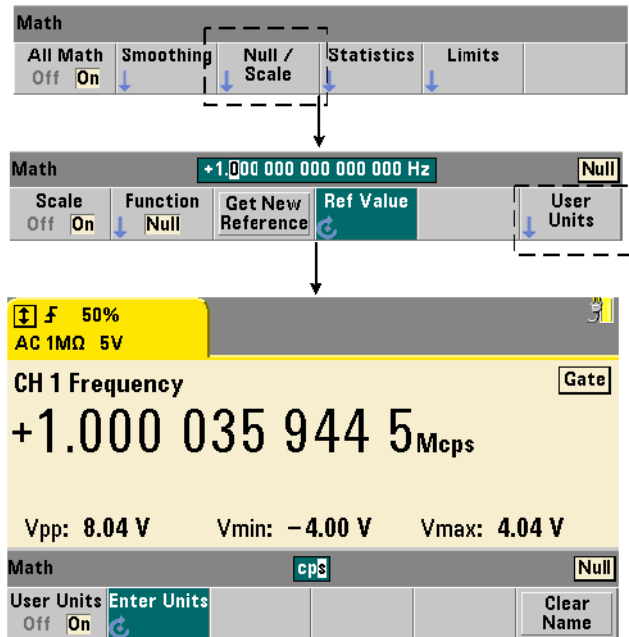 Math
All Math Smoothing Null / Statistics Limits
Off On Scale
Math +1.000 000 000 000 000 Hz Null
Scale Function Get New Ref Value User
Off On Null Reference Units
50%
AC 1MΩ 5V
CH 1 Frequency Gate
+1.000 035 944 5 Mcps
Vpp: 8.04 V Vmin: −4.00 V Vmax: 4.04 V
Math cps Null
User Units Enter Units Clear
Off On Name